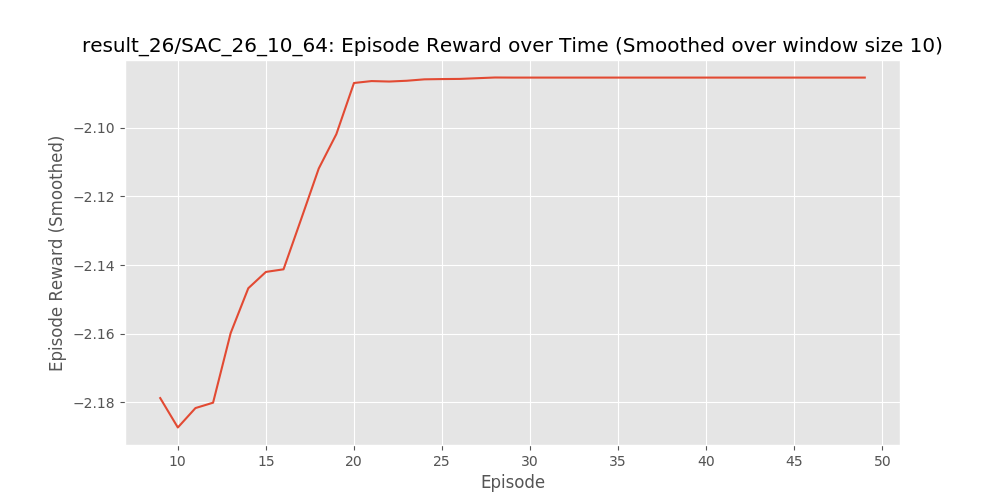 result_26/SAC_26_10_64: Episode Reward over Time (Smoothed over window size 10)
Episode Reward (Smoothed)
−2.10
−2.12
−2.14
−2.16
−2.18
10 15 20 25 30 35 40 45 50
Episode